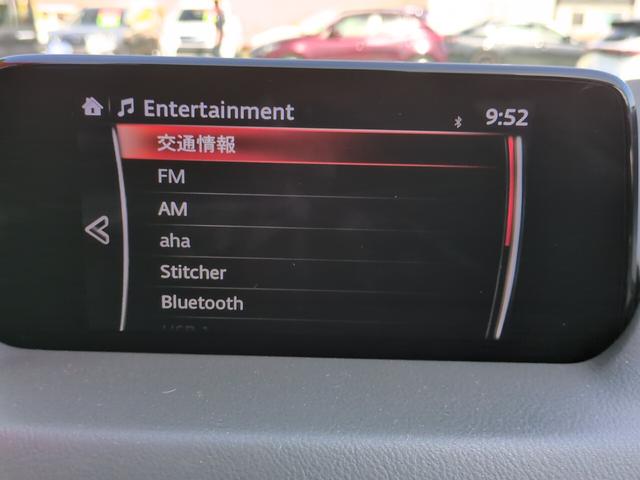 Entertainment 9:52
交通情報
FM
AM
aha
Stitcher
Bluetooth